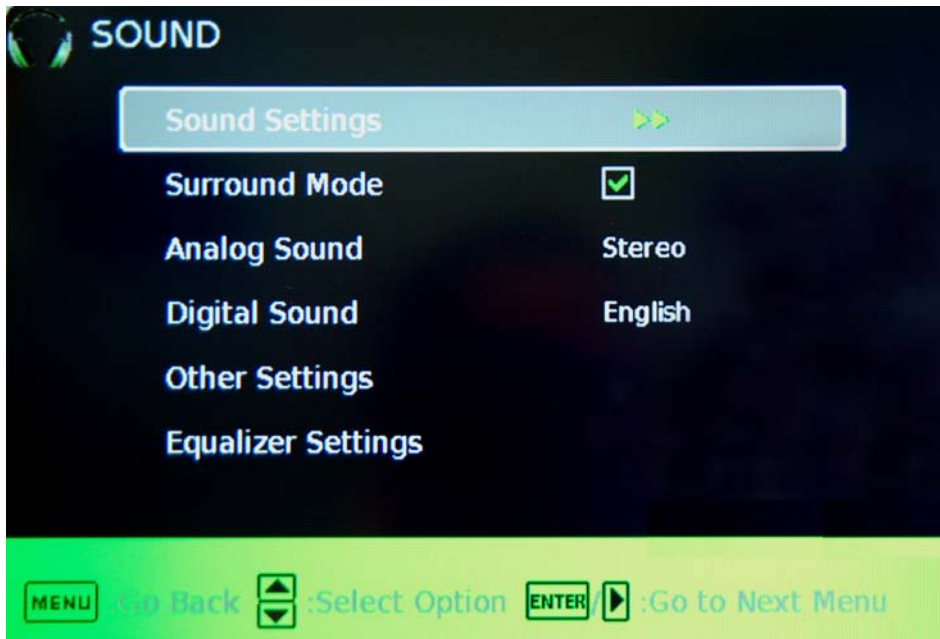 SOUND
Sound Settings
Surround Mode
Analog Sound Stereo
Digital Sound English
Other Settings
Equalizer Settings
MENU :Go Back :Select Option ENTER/ :Go to Next Menu